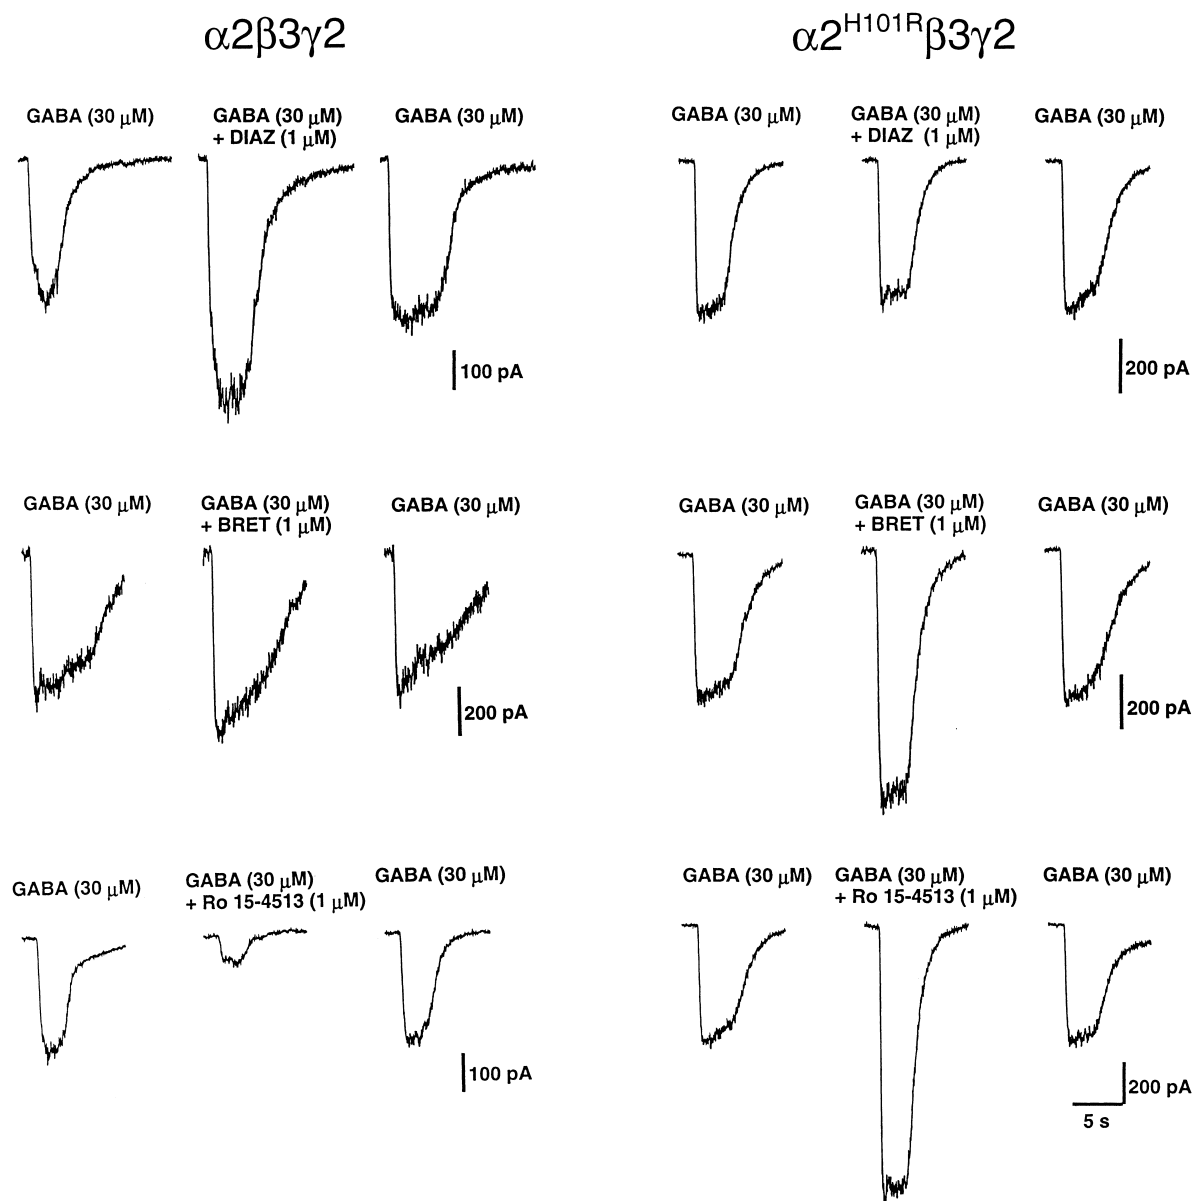 α2β3γ2
α2H101Rβ3γ2
GABA (30 μM)
GABA (30 μM)
+ DIAZ (1 μM)
GABA (30 μM)
GABA (30 μM)
GABA (30 μM)
+ DIAZ (1 μM)
GABA (30 μM)
100 pA
200 pA
GABA (30 μM)
GABA (30 μM)
+ BRET (1 μM)
GABA (30 μM)
GABA (30 μM)
GABA (30 μM)
+ BRET (1 μM)
GABA (30 μM)
200 pA
200 pA
GABA (30 μM)
GABA (30 μM)
+ Ro 15-4513 (1 μM)
GABA (30 μM)
GABA (30 μM)
GABA (30 μM)
+ Ro 15-4513 (1 μM)
GABA (30 μM)
100 pA
200 pA
5 s